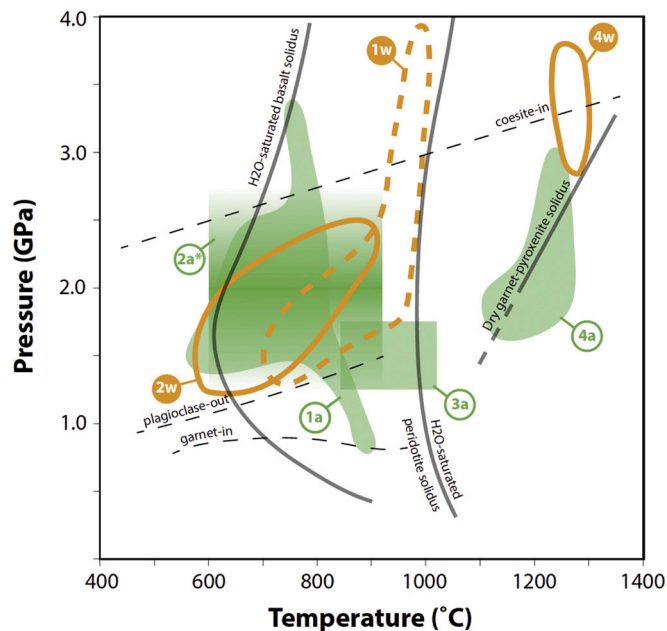 4.0
3.0
2.0
1.0
Pressure (GPa)
400
600
800
1000
1200
1400
Temperature (˚C)
H2O-saturated basalt solidus
1w
4w
coesite-in
2a*
Dry garnet-pyroxenite solidus
4a
2w
plagioclase-out
garnet-in
1a
3a
H2O-saturated
peridotite solidus